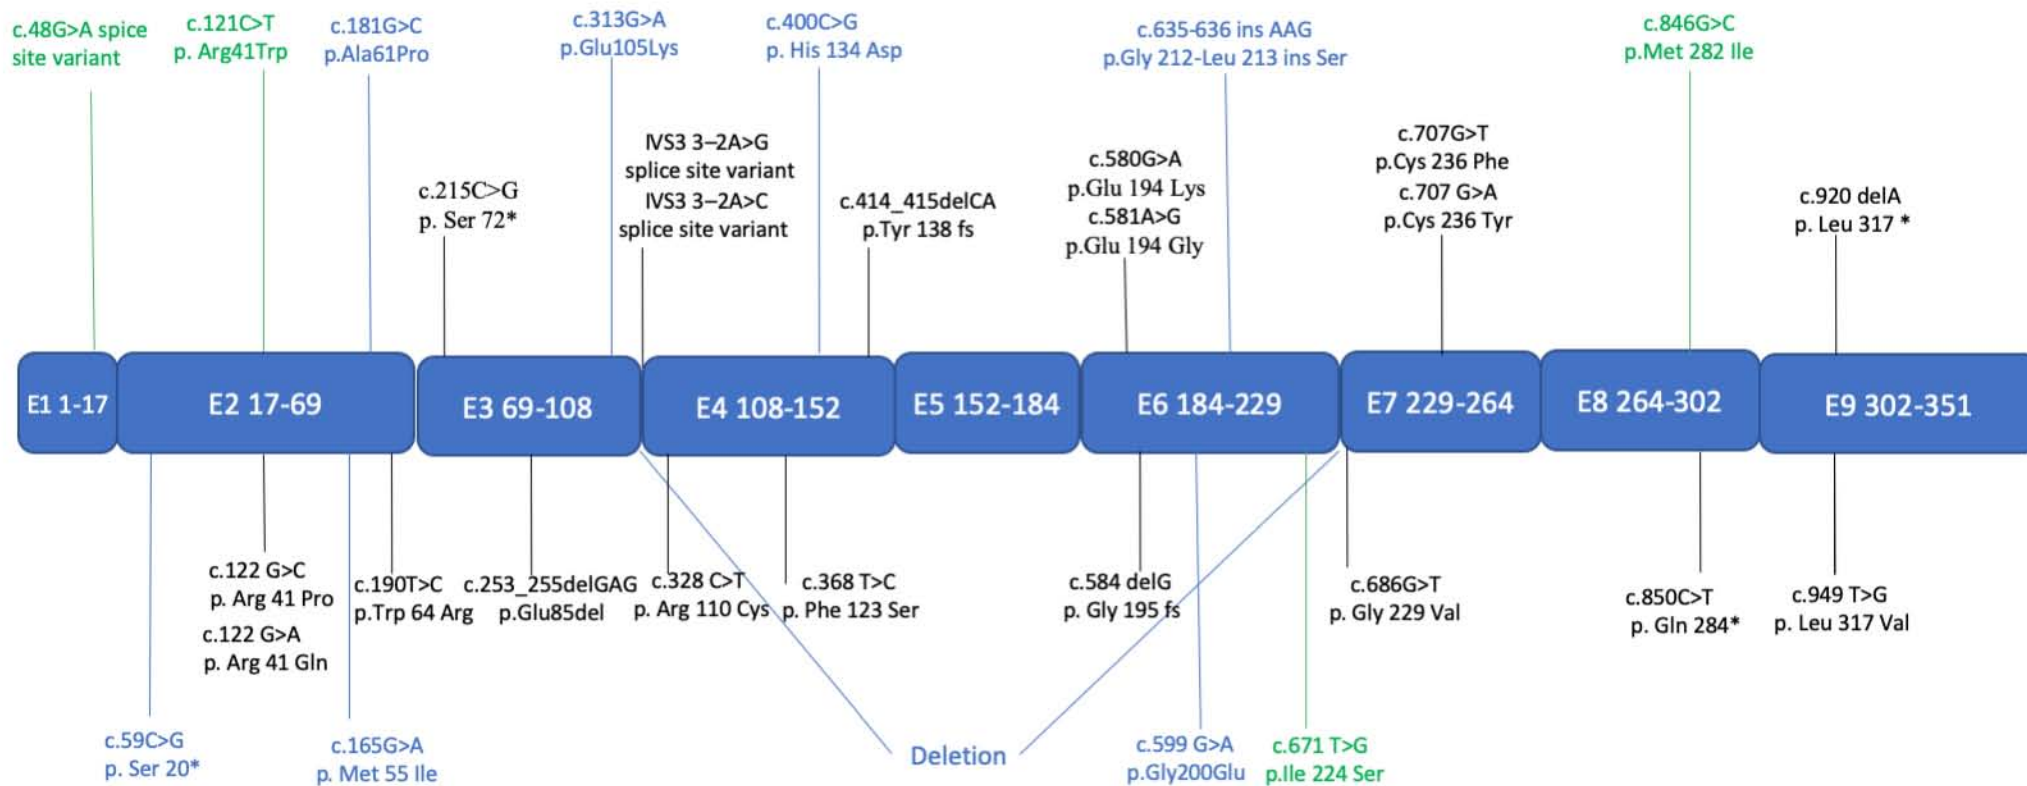 c.48G>A spice
site variant
c.121C>T
p. Arg41Trp
c.181G>C
p.Ala61Pro
c.313G>A
p.Glu105Lys
c.400C>G
p. His 134 Asp
c.635-636 ins AAG
p.Gly 212-Leu 213 ins Ser
c.846G>C
p.Met 282 Ile
c.215C>G
p. Ser 72*
IVS3 3–2A>G
splice site variant
IVS3 3–2A>C
splice site variant
c.414_415delCA
p.Tyr 138 fs
c.580G>A
p.Glu 194 Lys
c.581A>G
p.Glu 194 Gly
c.707G>T
p.Cys 236 Phe
c.707 G>A
p.Cys 236 Tyr
c.920 delA
p. Leu 317 *
E1 1-17
E2 17-69
E3 69-108
E4 108-152
E5 152-184
E6 184-229
E7 229-264
E8 264-302
E9 302-351
c.122 G>C
p. Arg 41 Pro
c.122 G>A
p. Arg 41 Gln
c.190T>C
p.Trp 64 Arg
c.253_255delGAG
p.Glu85del
c.328 C>T
p. Arg 110 Cys
c.368 T>C
p. Phe 123 Ser
c.584 delG
p. Gly 195 fs
c.686G>T
p. Gly 229 Val
c.850C>T
p. Gln 284*
c.949 T>G
p. Leu 317 Val
c.59C>G
p. Ser 20*
c.165G>A
p. Met 55 Ile
Deletion
c.599 G>A
p.Gly200Glu
c.671 T>G
p.Ile 224 Ser